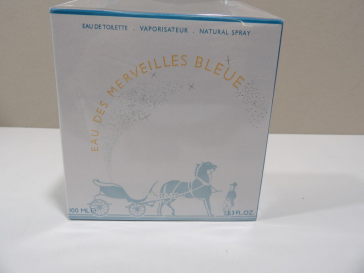 EAU DE TOILETTE . VAPORISATEUR . NATURAL SPRAY
EAU DES MERVEILLES BLEUE
100 ML ℮ 3.3 FL.OZ.